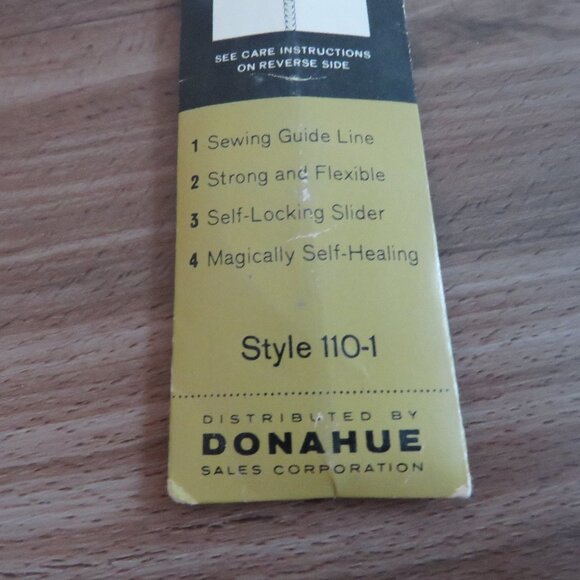 SEE CARE INSTRUCTIONS
ON REVERSE SIDE
1 Sewing Guide Line
2 Strong and Flexible
3 Self-Locking Slider
4 Magically Self-Healing
Style 110-1
DISTRIBUTED BY
DONAHUE
SALES CORPORATION